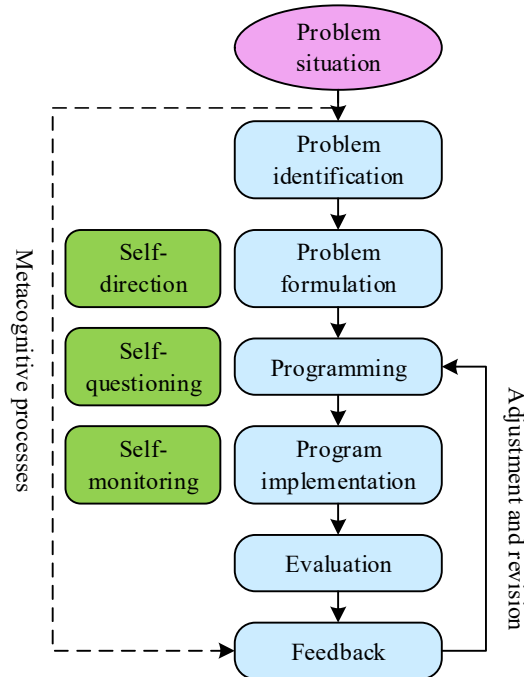 Problem
situation
Problem
identification
Self-
direction
Problem
formulation
Self-
questioning
Programming
Self-
monitoring
Program
implementation
Evaluation
Feedback
Metacognitive processes
Adjustment and revision